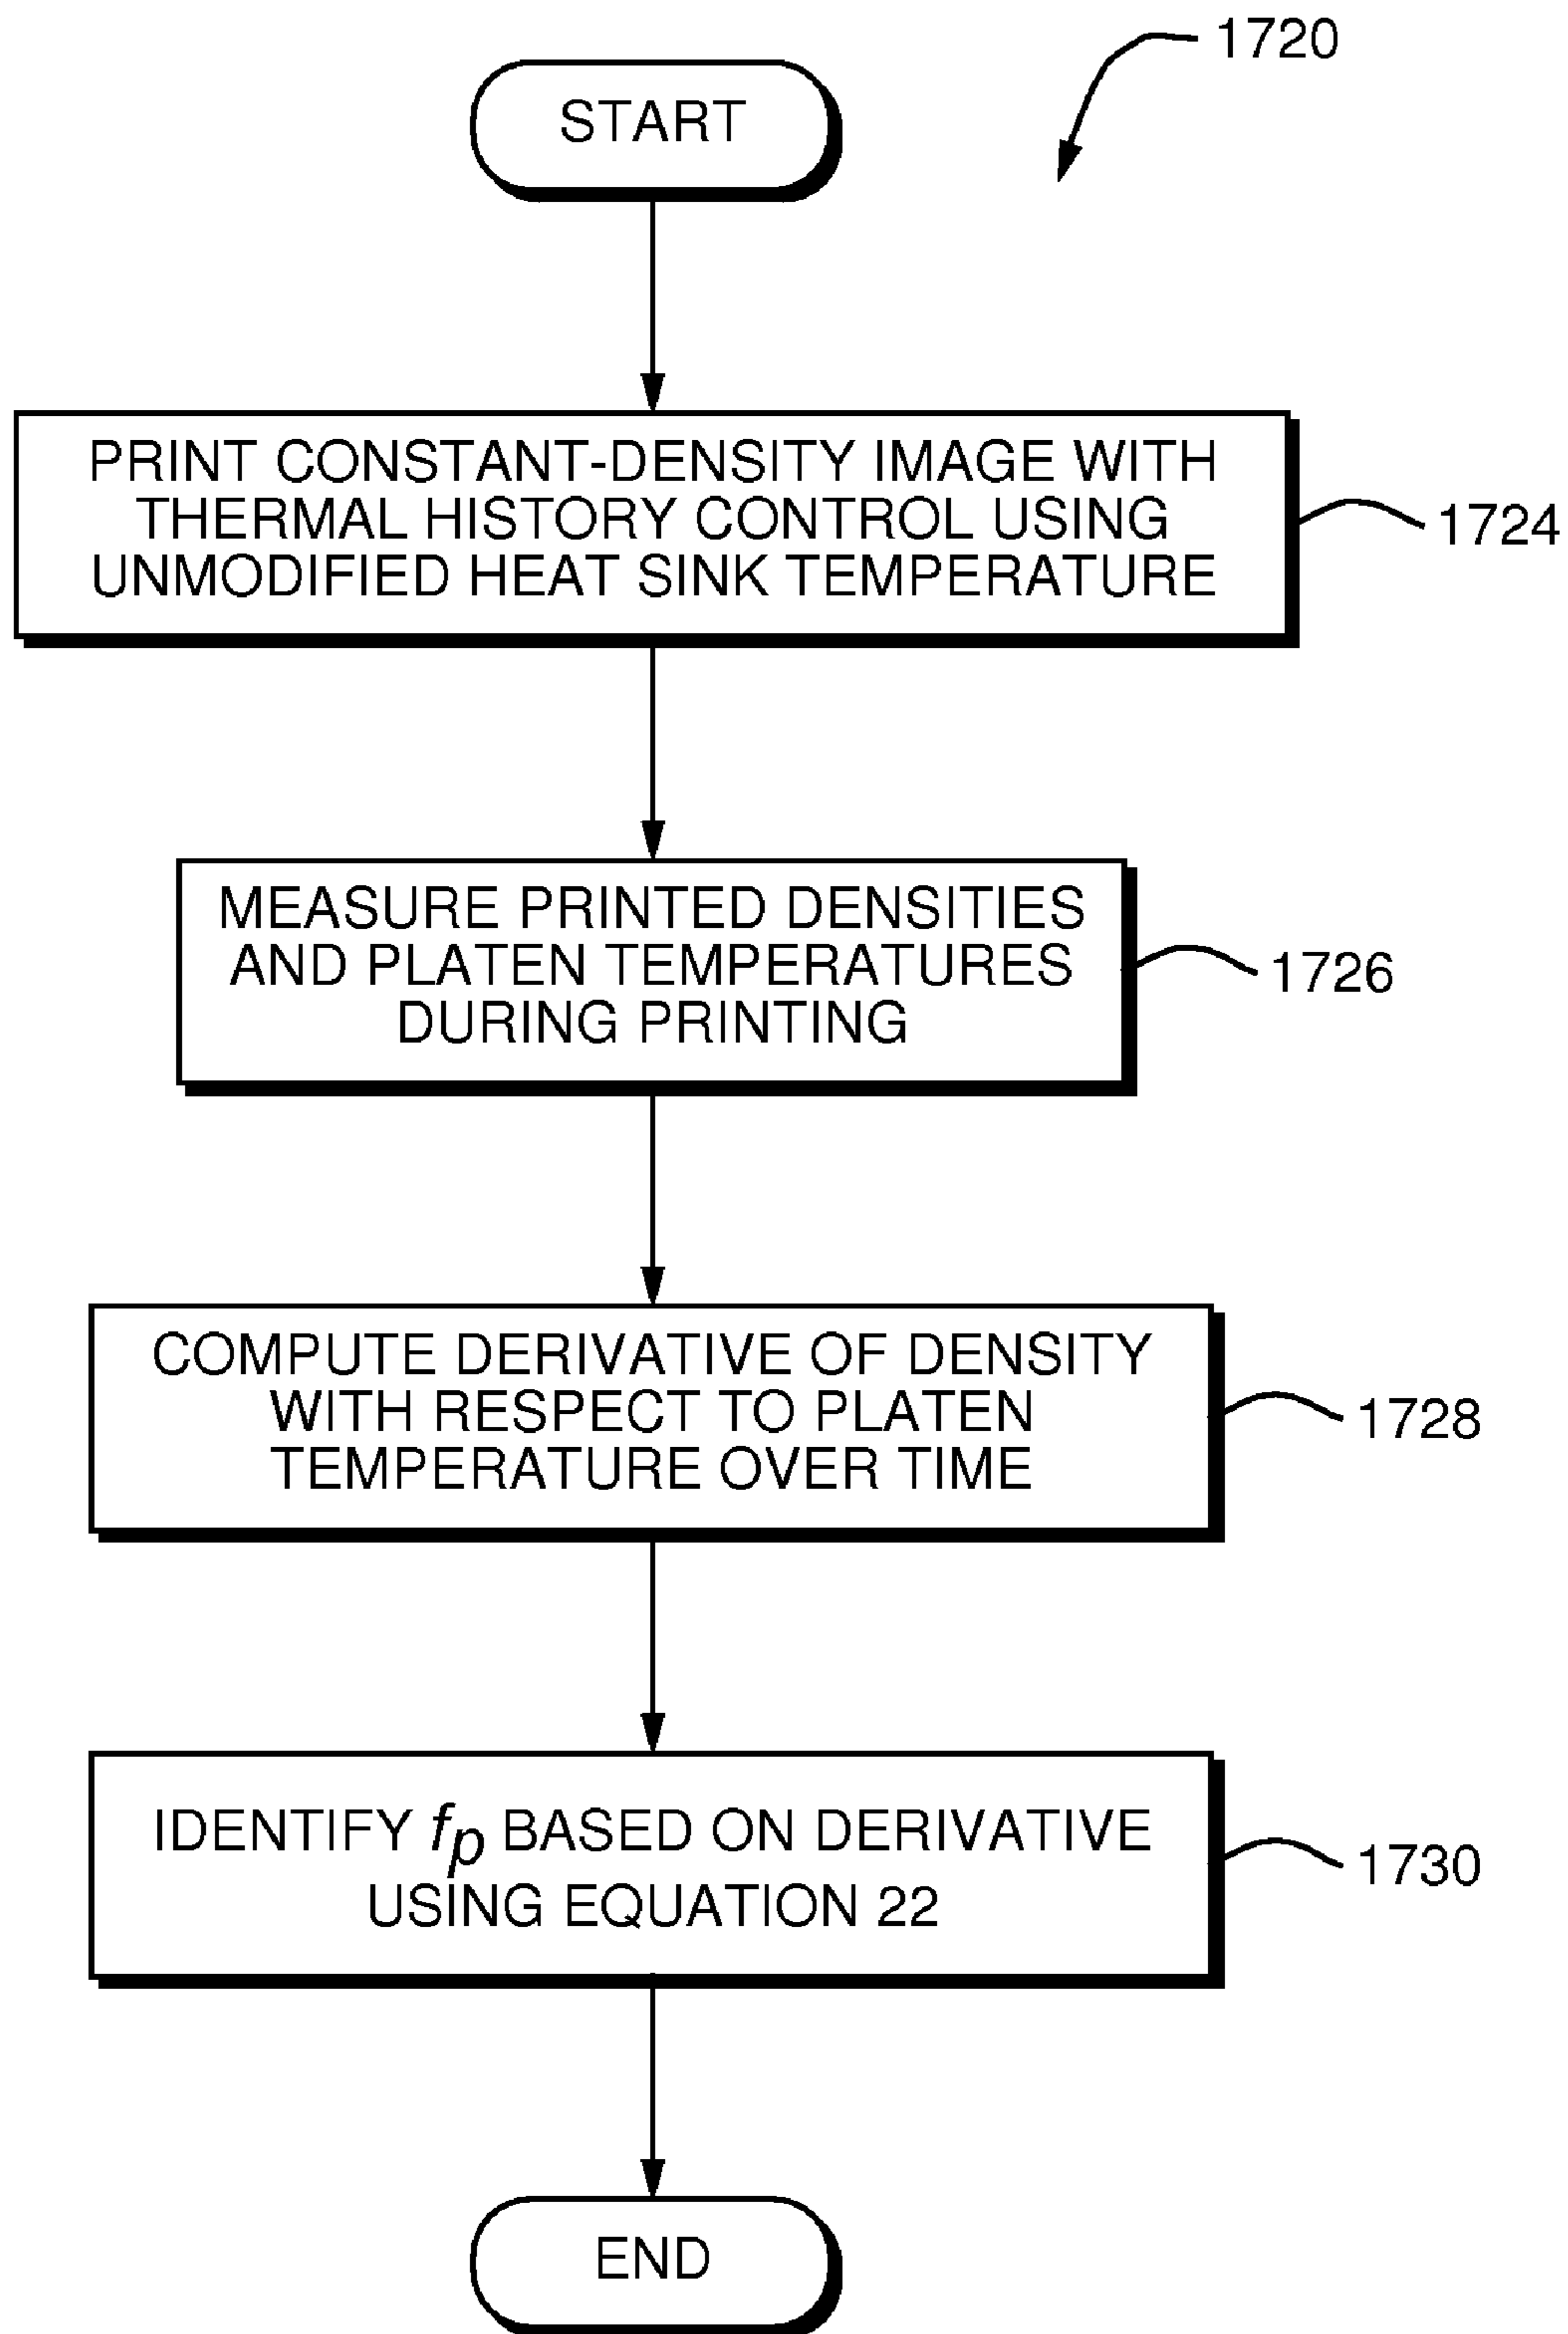 1720
START
PRINT CONSTANT-DENSITY IMAGE WITH
THERMAL HISTORY CONTROL USING
UNMODIFIED HEAT SINK TEMPERATURE
1724
MEASURE PRINTED DENSITIES
AND PLATEN TEMPERATURES
DURING PRINTING
1726
COMPUTE DERIVATIVE OF DENSITY
WITH RESPECT TO PLATEN
TEMPERATURE OVER TIME
1728
IDENTIFY fp BASED ON DERIVATIVE
USING EQUATION 22
1730
END